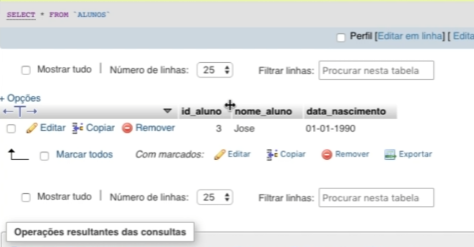 SELECT * FROM `ALUNOS`
Perfil [Editar em linha] [ Edita
Mostrar tudo | Número de linhas: 25 Filtrar linhas: Procurar nesta tabela
+ Opções
←T→ id_aluno nome_aluno data_nascimento
Editar Copiar Remover 3 Jose 01-01-1990
Marcar todos Com marcados: Editar Copiar Remover Exportar
Mostrar tudo | Número de linhas: 25 Filtrar linhas: Procurar nesta tabela
Operações resultantes das consultas